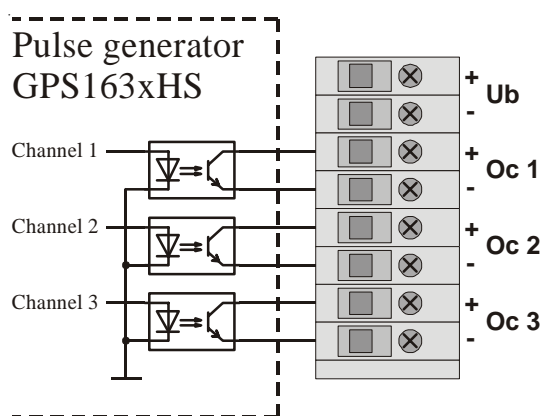 Pulse generator
GPS163xHS
+
Ub
-
Channel 1
+
Oc 1
-
Channel 2
+
Oc 2
-
Channel 3
+
Oc 3
-